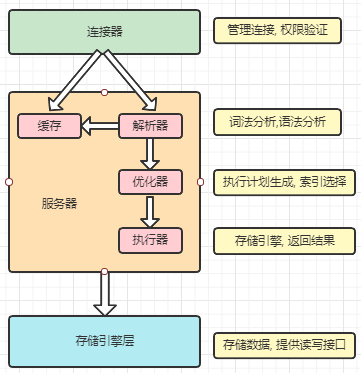 连接器
管理连接, 权限验证
缓存
解析器
词法分析,语法分析
优化器
执行计划生成, 索引选择
服务器
执行器
存储引擎, 返回结果
存储引擎层
存储数据, 提供读写接口